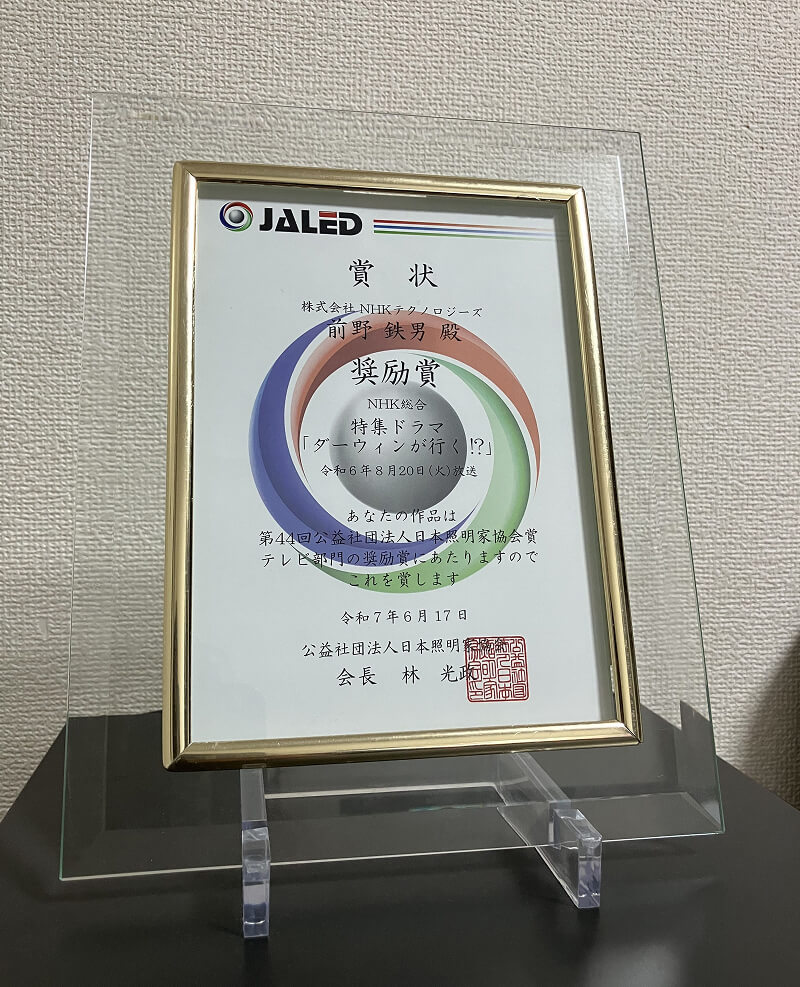 JALED
賞 状
株式会社 NHKテクノロジーズ
前野 鉄男 殿
奨励賞
NHK総合
特集ドラマ
「ダーウィンが行く!?」
令和6年8月20日(火)放送
あなたの作品は
第44回公益社団法人日本照明家協会賞
テレビ部門の奨励賞にあたりますので
これを賞します
令和7年6月17日
公益社団法人日本照明家協会
会長 林 光政